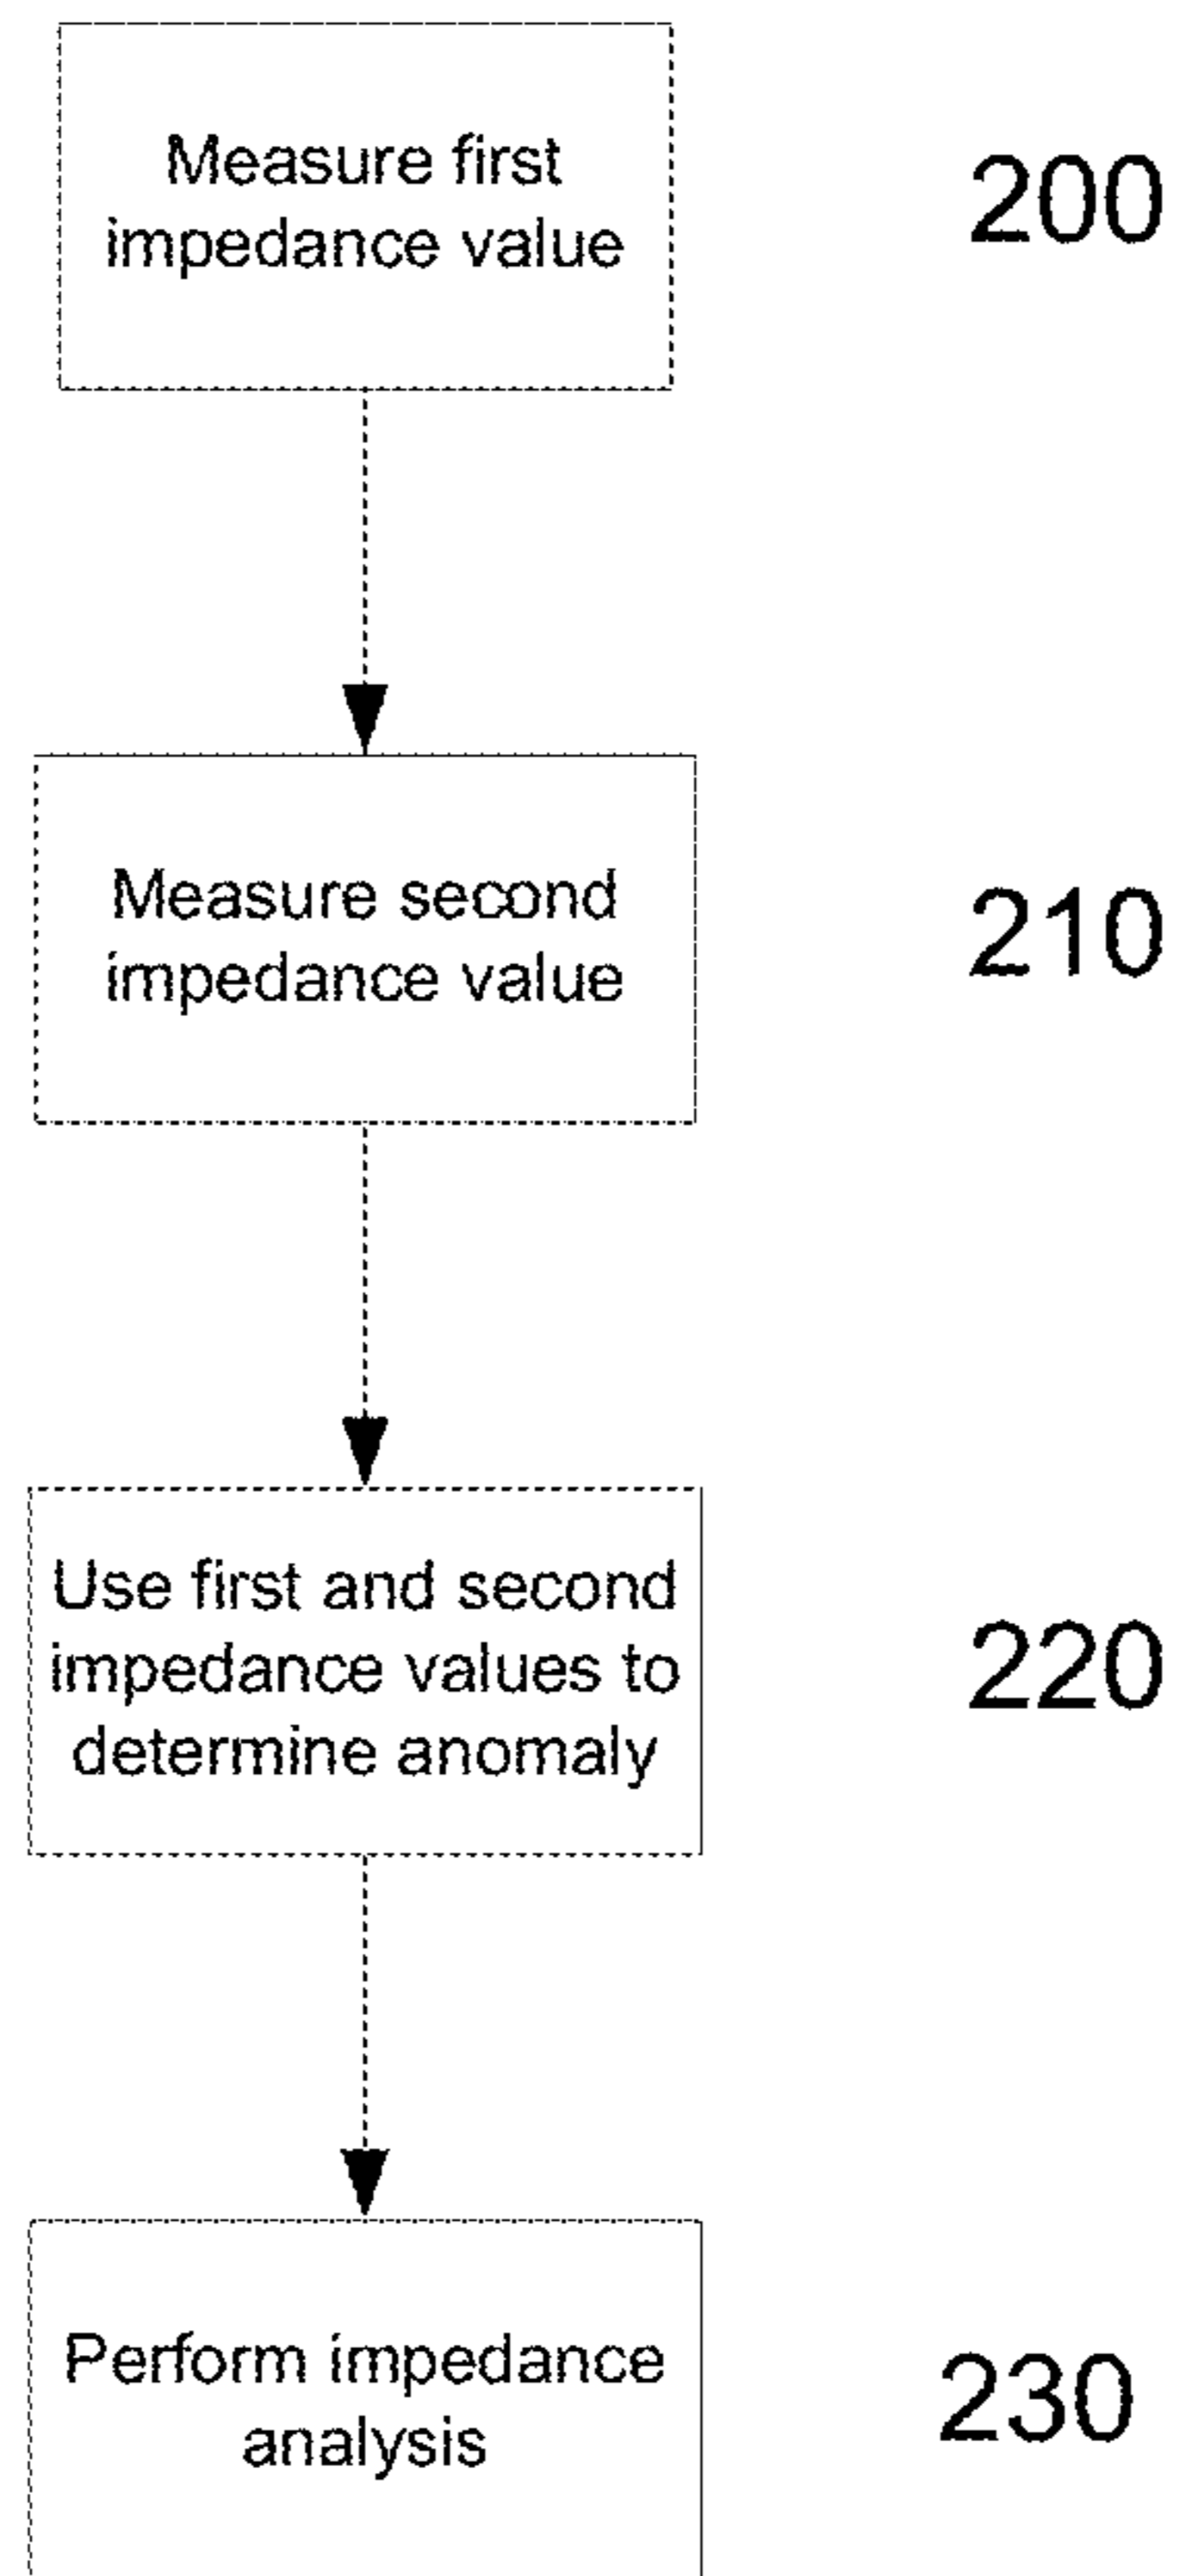 Measure first
impedance value
200
Measure second
impedance value
210
Use first and second
impedance values to
determine anomaly
220
Perform impedance
analysis
230